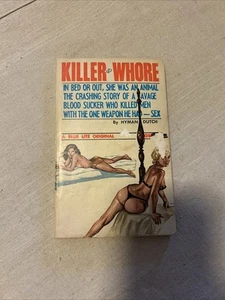 KILLER WHORE
IN BED OR OUT, SHE WAS AN ANIMAL
THE CRASHING STORY OF A SAVAGE
BLOOD SUCKER WHO KILLED MEN
WITH THE ONE WEAPON HE HAD — SEX
By HYMAN DUTCH
A BLUE LITE ORIGINAL